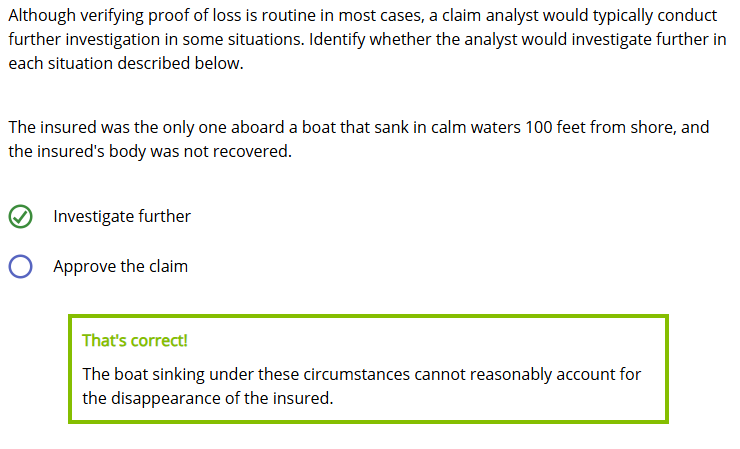 Although verifying proof of loss is routine in most cases, a claim analyst would typically conduct
further investigation in some situations. Identify whether the analyst would investigate further in
each situation described below.
The insured was the only one aboard a boat that sank in calm waters 100 feet from shore, and
the insured's body was not recovered.
Investigate further
Approve the claim
That's correct!
The boat sinking under these circumstances cannot reasonably account for
the disappearance of the insured.